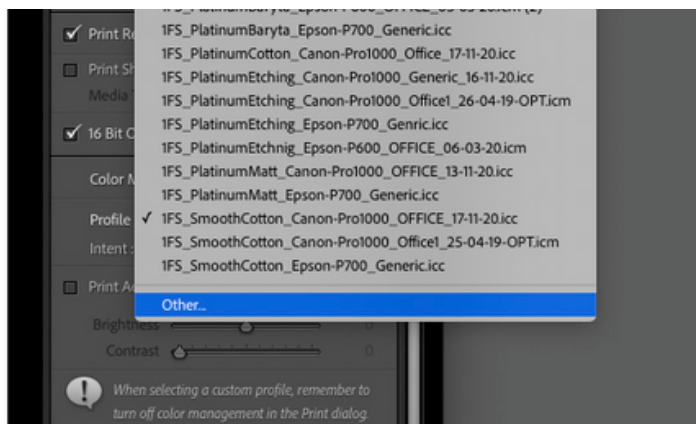 1FS_PlatinumBaryta_Epson-P700_Generic.icc
Print
1FS_PlatinumCotton_Canon-Pro1000_Office_17-11-20.icc
1FS_PlatinumEtching_Canon-Pro1000_Generic_16-11-20.icc
Print
1FS_PlatinumEtching_Canon-Pro1000_Office1_26-04-19-OPT.icm
Media
1FS_PlatinumEtching_Epson-P700_Genric.icc
16 Bit
1FS_PlatinumEtchnig_Epson-P600_OFFICE_06-03-20.icm
1FS_PlatinumMatt_Canon-Pro1000_OFFICE_13-11-20.icc
Color
1FS_PlatinumMatt_Epson-P700_Generic.icc
Profile ✓ 1FS_SmoothCotton_Canon-Pro1000_OFFICE_17-11-20.icc
1FS_SmoothCotton_Canon-Pro1000_Office1_25-04-19-OPT.icm
Intent :
1FS_SmoothCotton_Epson-P700_Generic.icc
Print
Other...
Brightness 0
Contrast 0
When selecting a custom profile, remember to
turn off color management in the Print dialog.